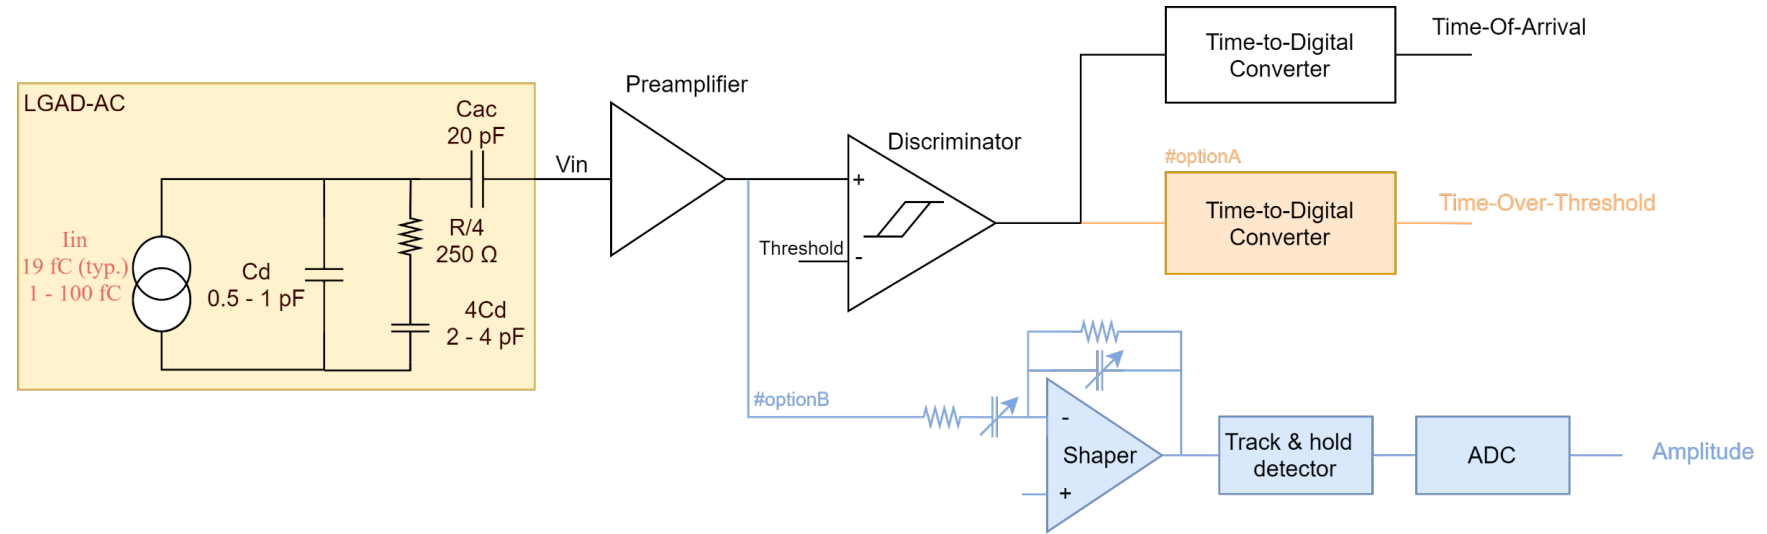 LGAD-AC
Cac
20 pF
Iin
19 fC (typ.)
1 - 100 fC
Cd
0.5 - 1 pF
R/4
250 Ω
4Cd
2 - 4 pF
Vin
Preamplifier
Discriminator
+
Threshold
-
Time-to-Digital
Converter
Time-Of-Arrival
#optionA
Time-to-Digital
Converter
Time-Over-Threshold
#optionB
-
Shaper
+
Track & hold
detector
ADC
Amplitude